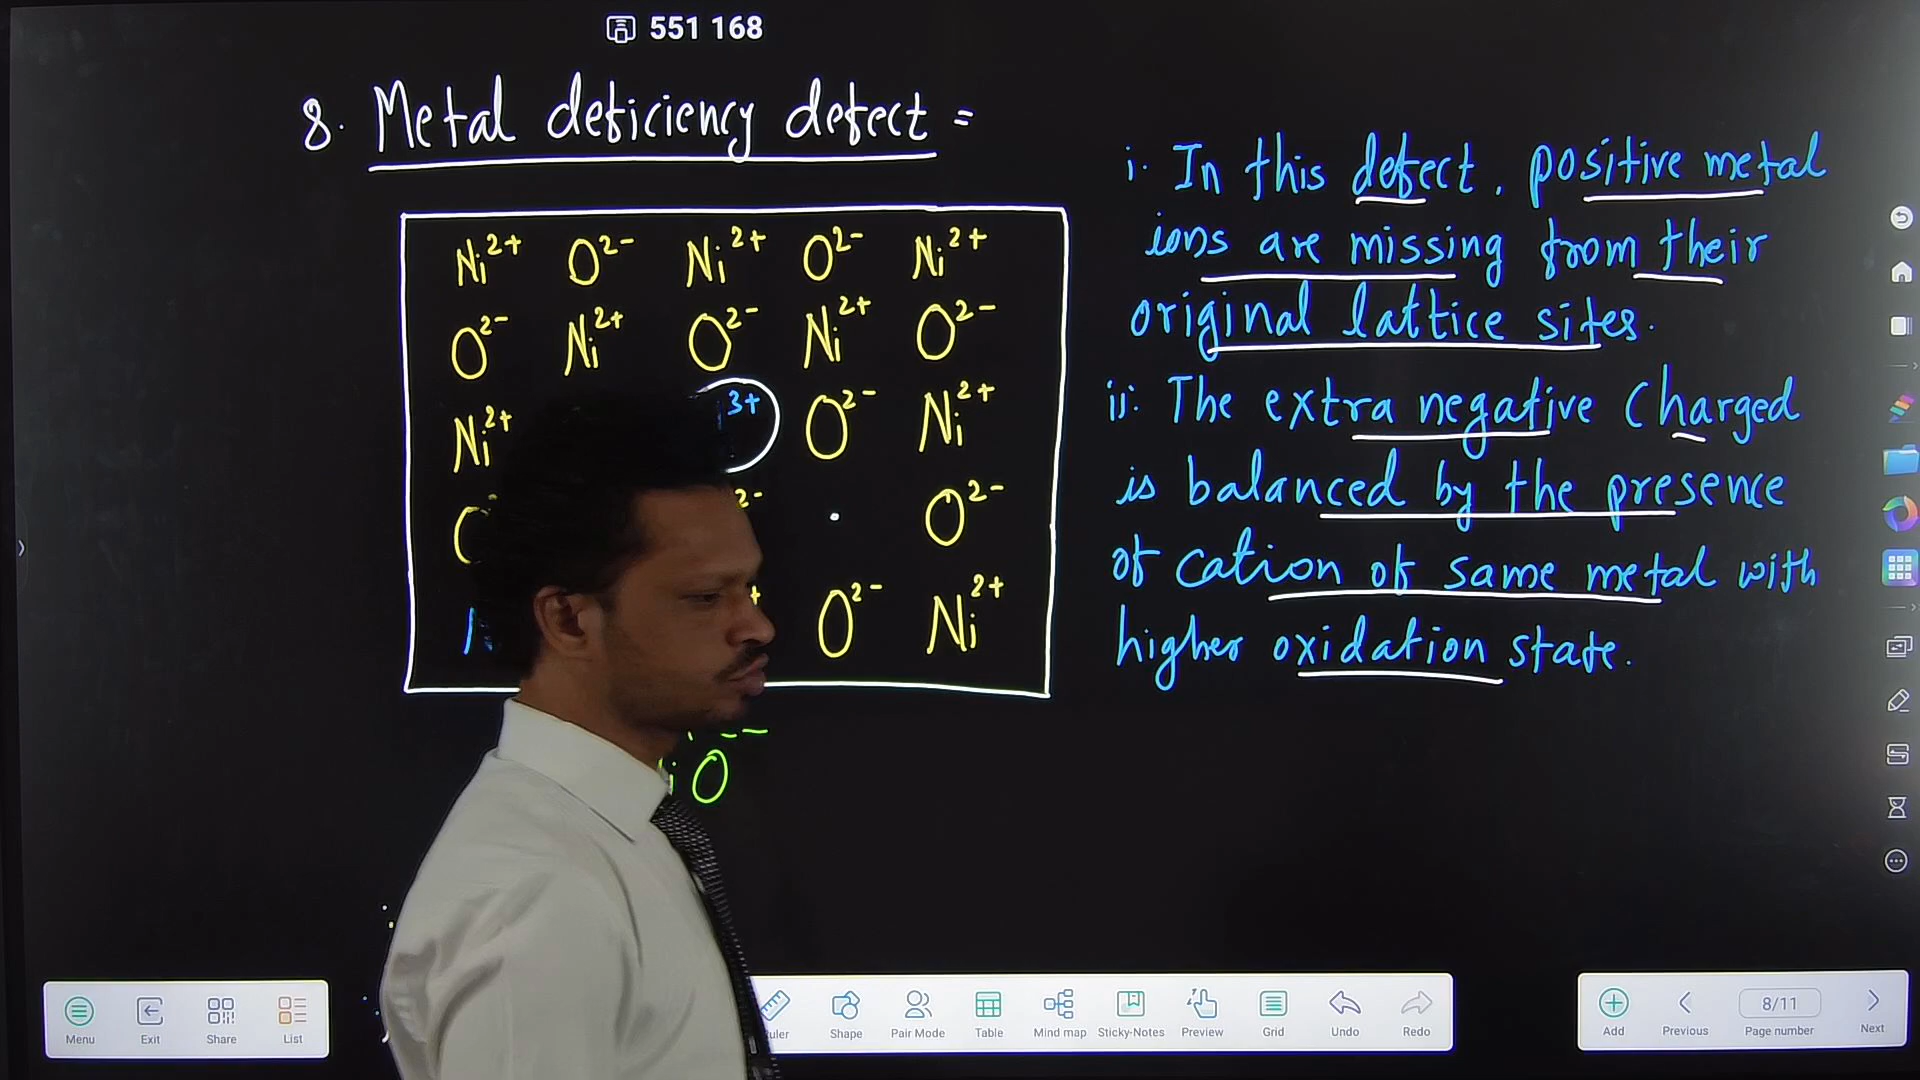 551 168
8. Metal deficiency defect =
Ni²⁺ O²⁻ Ni²⁺ O²⁻ Ni²⁺
O²⁻ Ni²⁺ O²⁻ Ni²⁺ O²⁻
Ni²⁺ 3+ O²⁻ Ni²⁺
2- O²⁻
O²⁻ Ni²⁺
O
i. In this defect, positive metal
ions are missing from their
original lattice sites.
ii. The extra negative charged
is balanced by the presence
of cation of same metal with
higher oxidation state.
Menu Exit Share List
Shape Pair Mode Table Mind map Sticky-Notes Preview Grid Undo Redo
8/11
Add Previous Page number Next